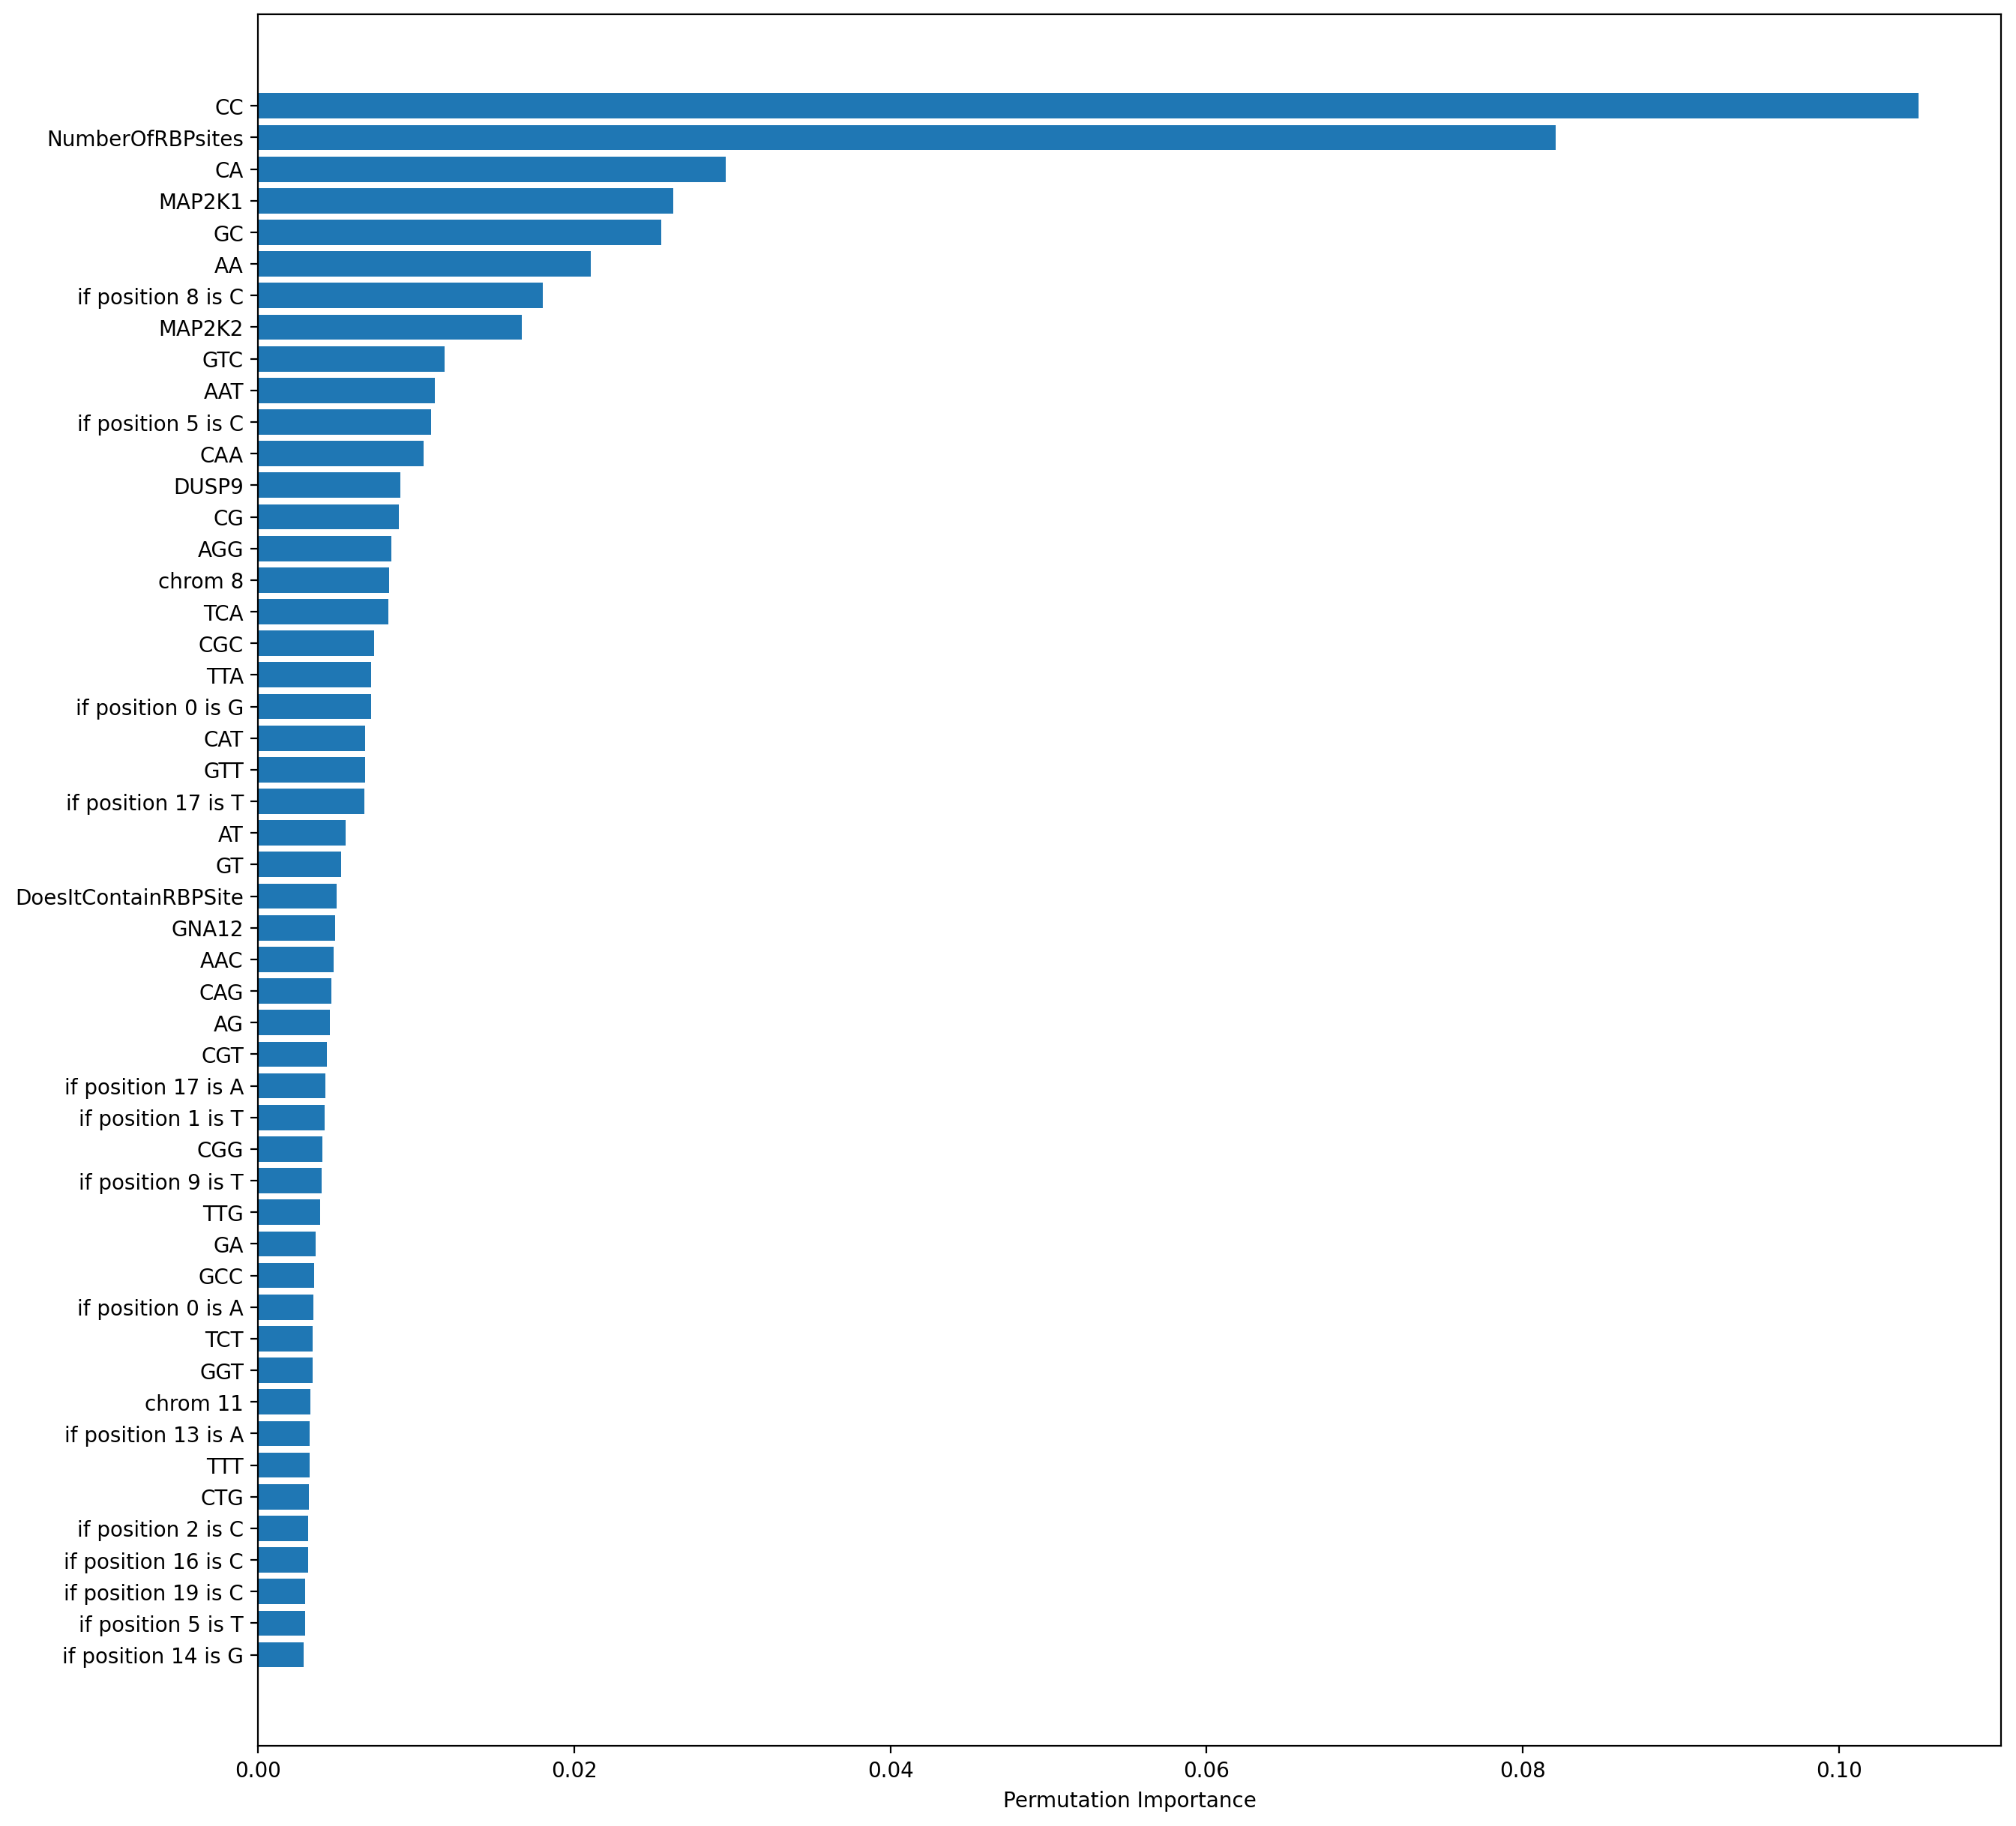 CC
NumberOfRBPsites
CA
MAP2K1
GC
AA
if position 8 is C
MAP2K2
GTC
AAT
if position 5 is C
CAA
DUSP9
CG
AGG
chrom 8
TCA
CGC
TTA
if position 0 is G
CAT
GTT
if position 17 is T
AT
GT
DoesItContainRBPSite
GNA12
AAC
CAG
AG
CGT
if position 17 is A
if position 1 is T
CGG
if position 9 is T
TTG
GA
GCC
if position 0 is A
TCT
GGT
chrom 11
if position 13 is A
TTT
CTG
if position 2 is C
if position 16 is C
if position 19 is C
if position 5 is T
if position 14 is G
0.00 0.02 0.04 0.06 0.08 0.10
Permutation Importance